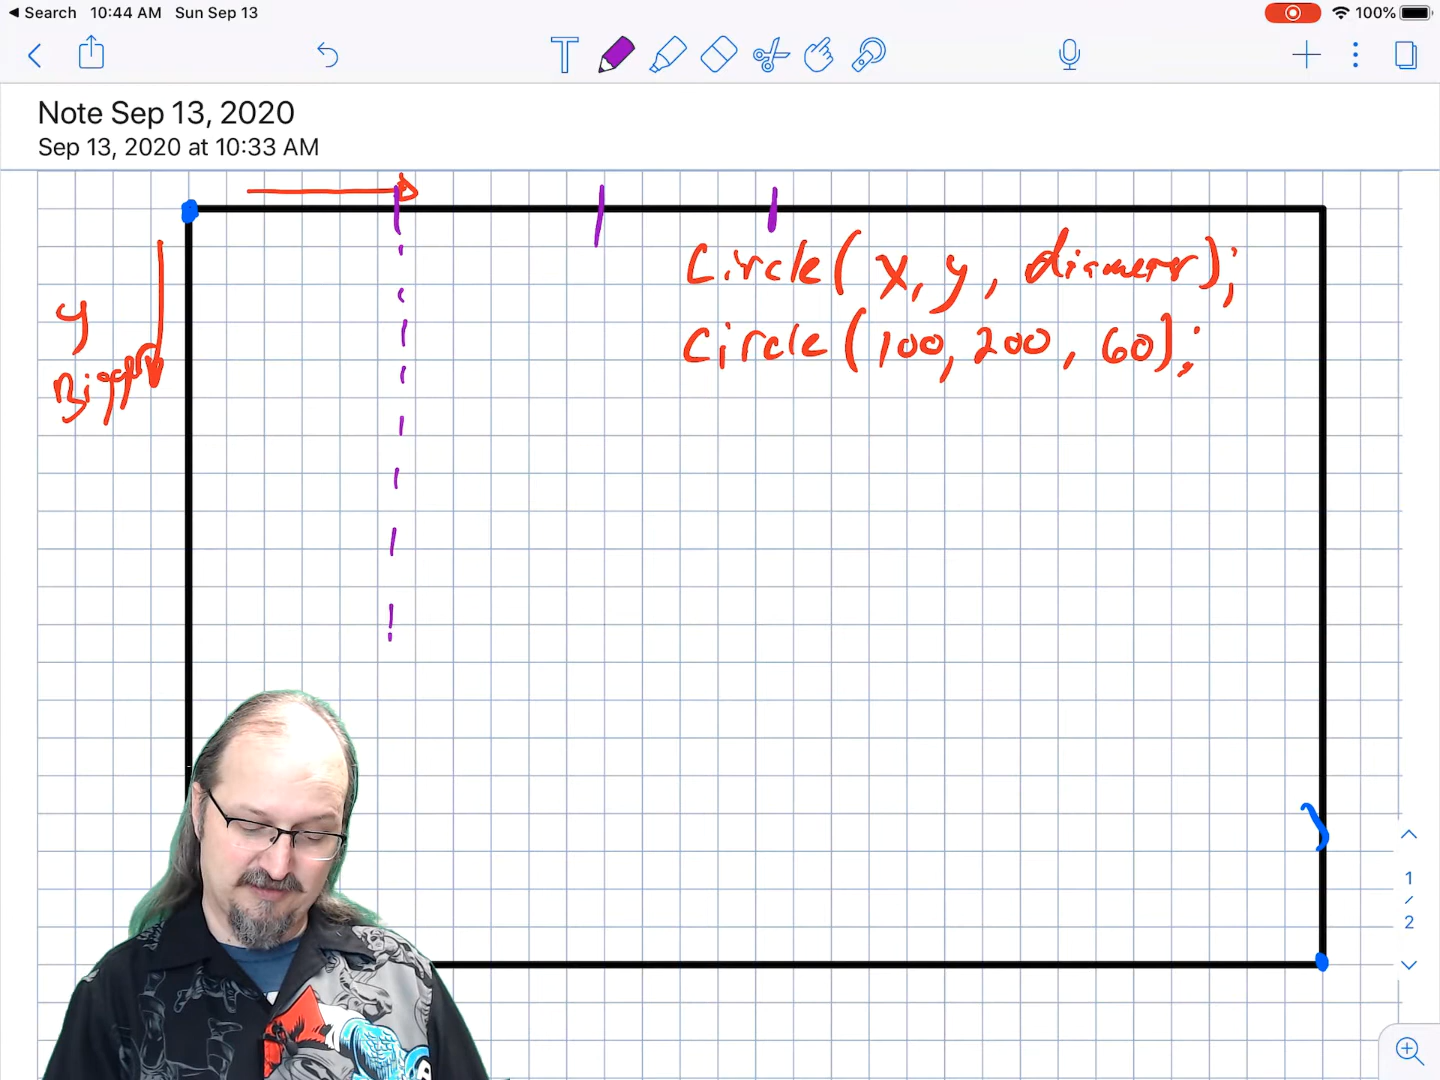 Search 10:44 AM Sun Sep 13 100%
T
Note Sep 13, 2020
Sep 13, 2020 at 10:33 AM
Circle( x, y, diameter);
y
Circle (100, 200, 60);
Bigger
1
2